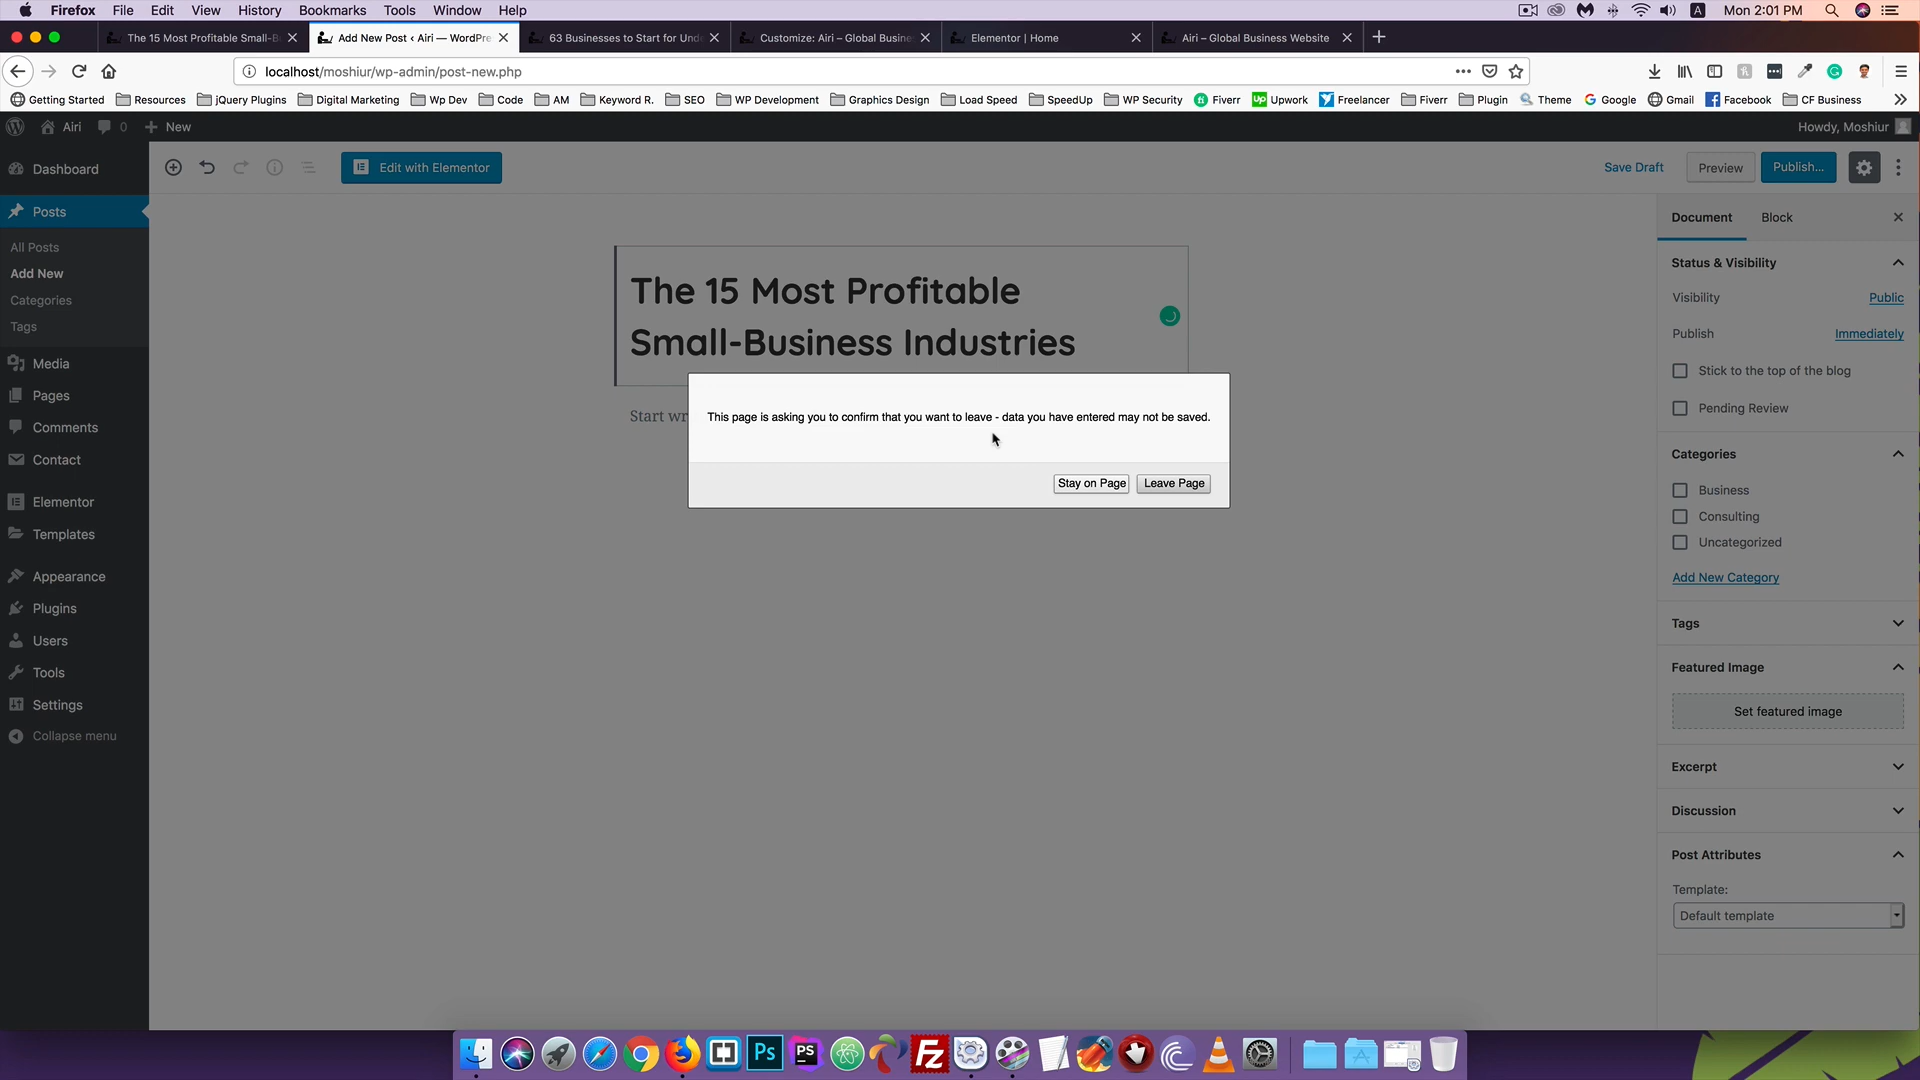 Firefox File Edit View History Bookmarks Tools Window Help
A Mon 2:01 PM
The 15 Most Profitable Small-B
Add New Post ‹ Airi — WordPre
63 Businesses to Start for Und
Customize: Airi – Global Busine
Elementor | Home
Airi – Global Business Website
localhost/moshiur/wp-admin/post-new.php
Getting Started Resources jQuery Plugins Digital Marketing Wp Dev Code AM Keyword R. SEO WP Development Graphics Design Load Speed SpeedUp WP Security Fiverr Upwork Freelancer Fiverr Plugin Theme Google Gmail Facebook CF Business
Airi 0 New
Howdy, Moshiur
Dashboard
Posts
All Posts
Add New
Categories
Tags
Media
Pages
Comments
Contact
Elementor
Templates
Appearance
Plugins
Users
Tools
Settings
Collapse menu
Edit with Elementor
Save Draft
Preview
Publish...
The 15 Most Profitable
Small-Business Industries
Start wr
This page is asking you to confirm that you want to leave - data you have entered may not be saved.
Stay on Page
Leave Page
Document
Block
Status & Visibility
Visibility Public
Publish Immediately
Stick to the top of the blog
Pending Review
Categories
Business
Consulting
Uncategorized
Add New Category
Tags
Featured Image
Set featured image
Excerpt
Discussion
Post Attributes
Template:
Default template
Ps
PS
FZ